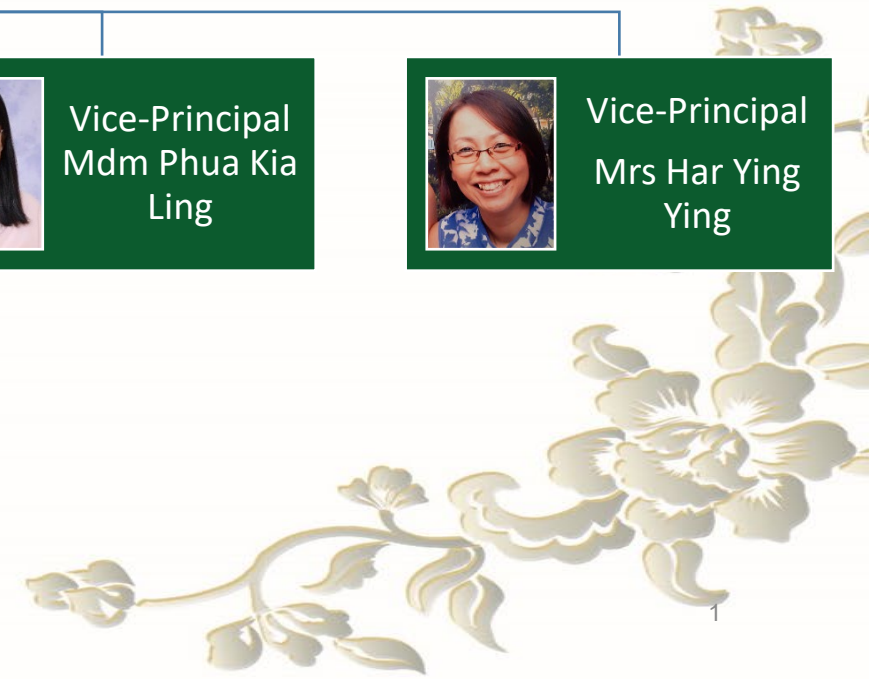 Vice-Principal
Mdm Phua Kia
Ling
Vice-Principal
Mrs Har Ying
Ying
1